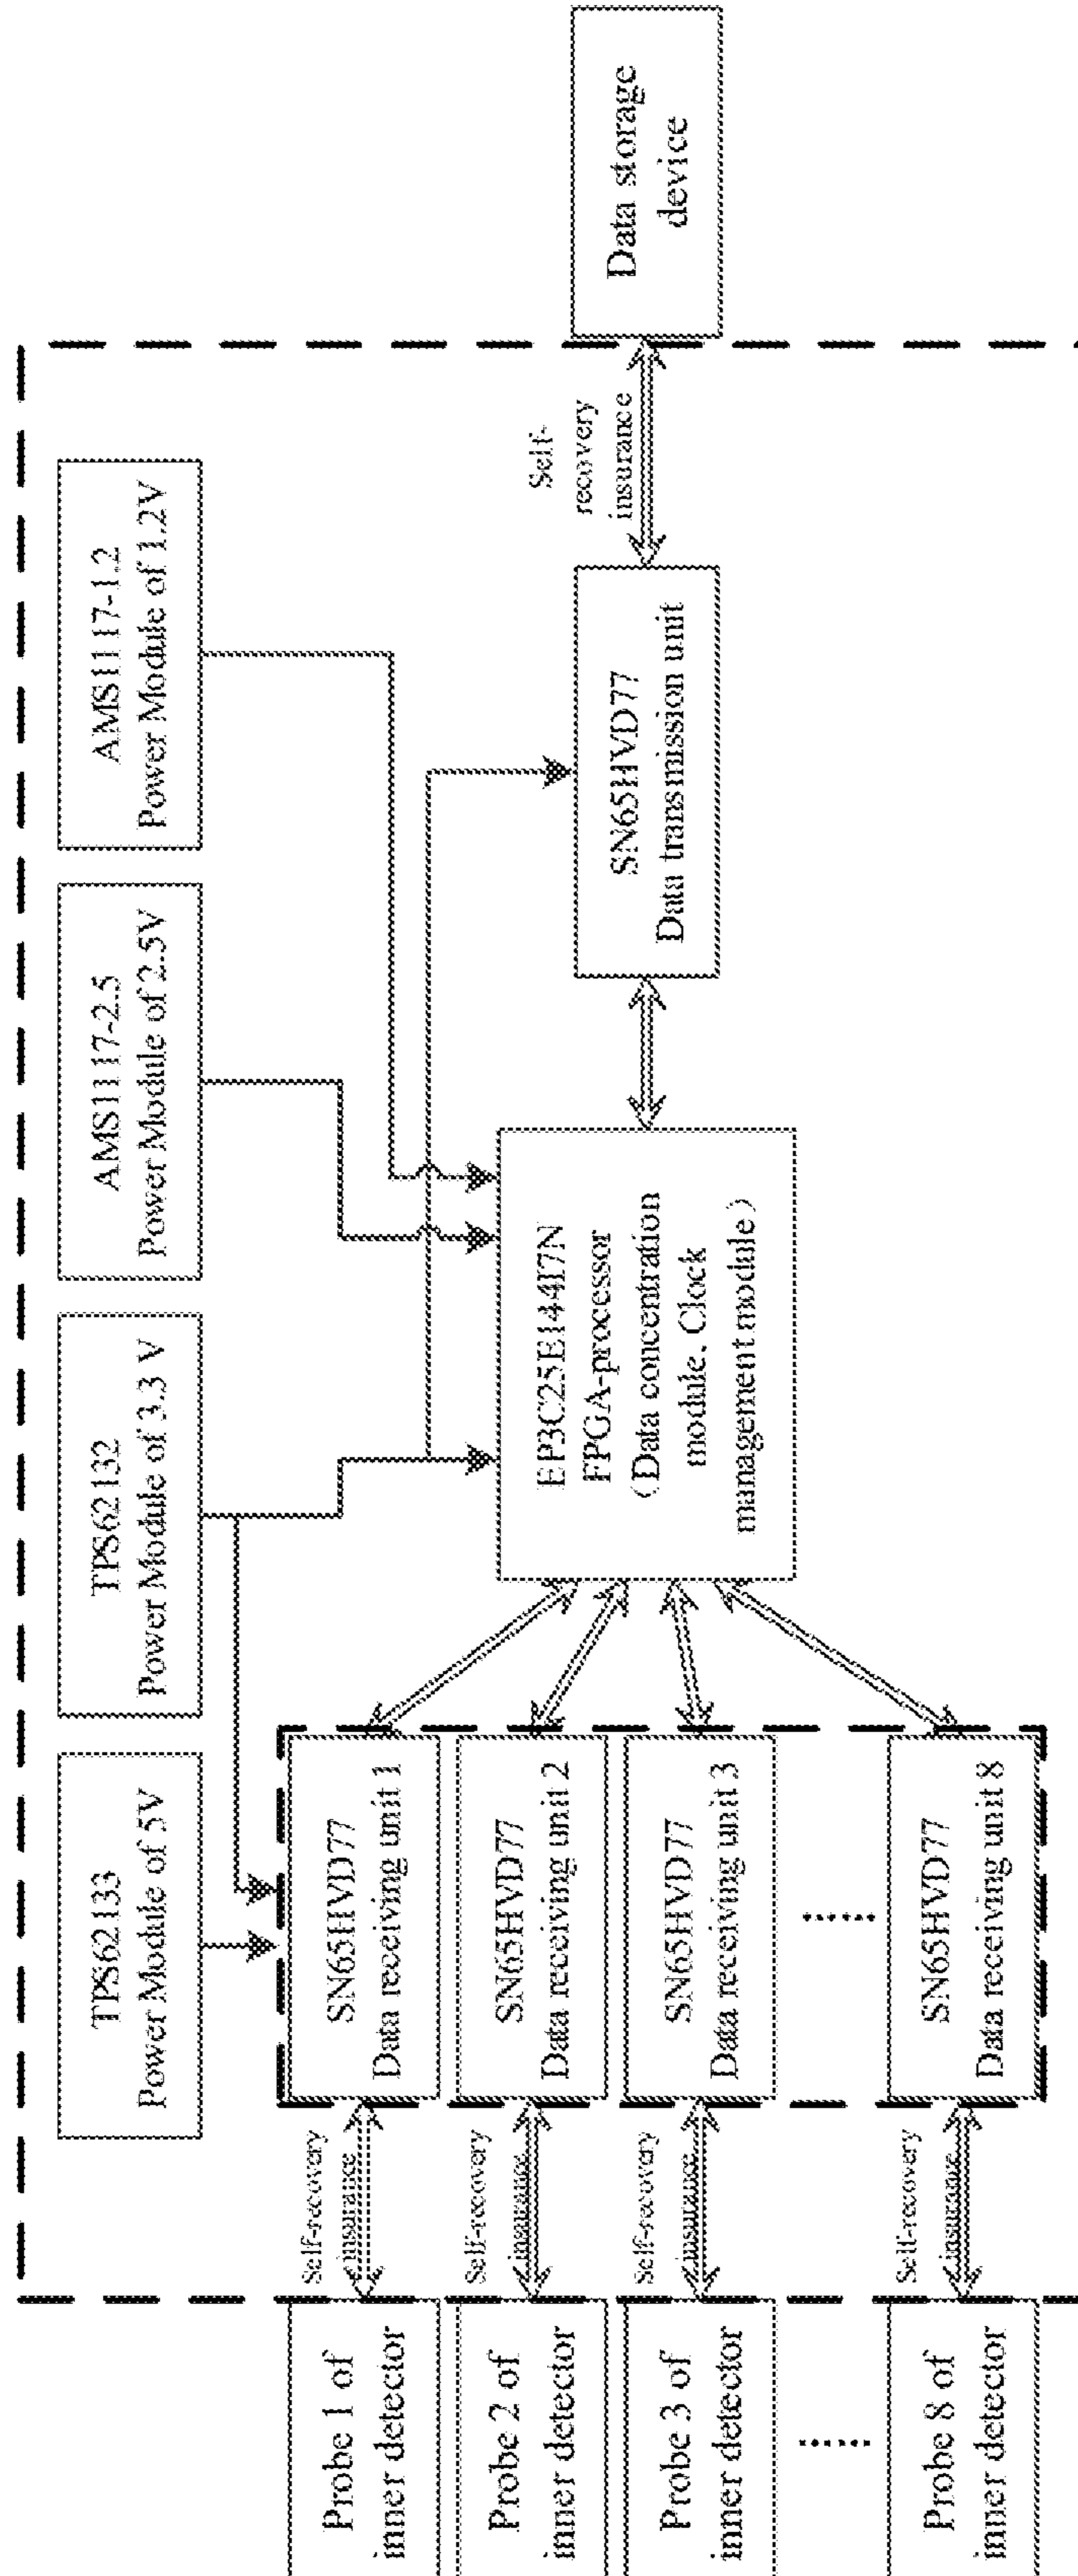 TPS62133
Power Module of 5V
TPS62132
Power Module of 3.3 V
AMS1117-2.5
Power Module of 2.5V
AMS1117-1.2
Power Module of 1.2V
Probe 1 of
inner detector
Self-recovery
insurance
SN65HVD77
Data receiving unit 1
Probe 2 of
inner detector
Self-recovery
insurance
SN65HVD77
Data receiving unit 2
Probe 3 of
inner detector
Self-recovery
insurance
SN65HVD77
Data receiving unit 3
......
......
Probe 8 of
inner detector
Self-recovery
insurance
SN65HVD77
Data receiving unit 8
EP3C25E144I7N
FPGA-processor
(Data concentration
module, Clock
management module)
SN65HVD77
Data transmission unit
Self-
recovery
insurance
Data storage
device